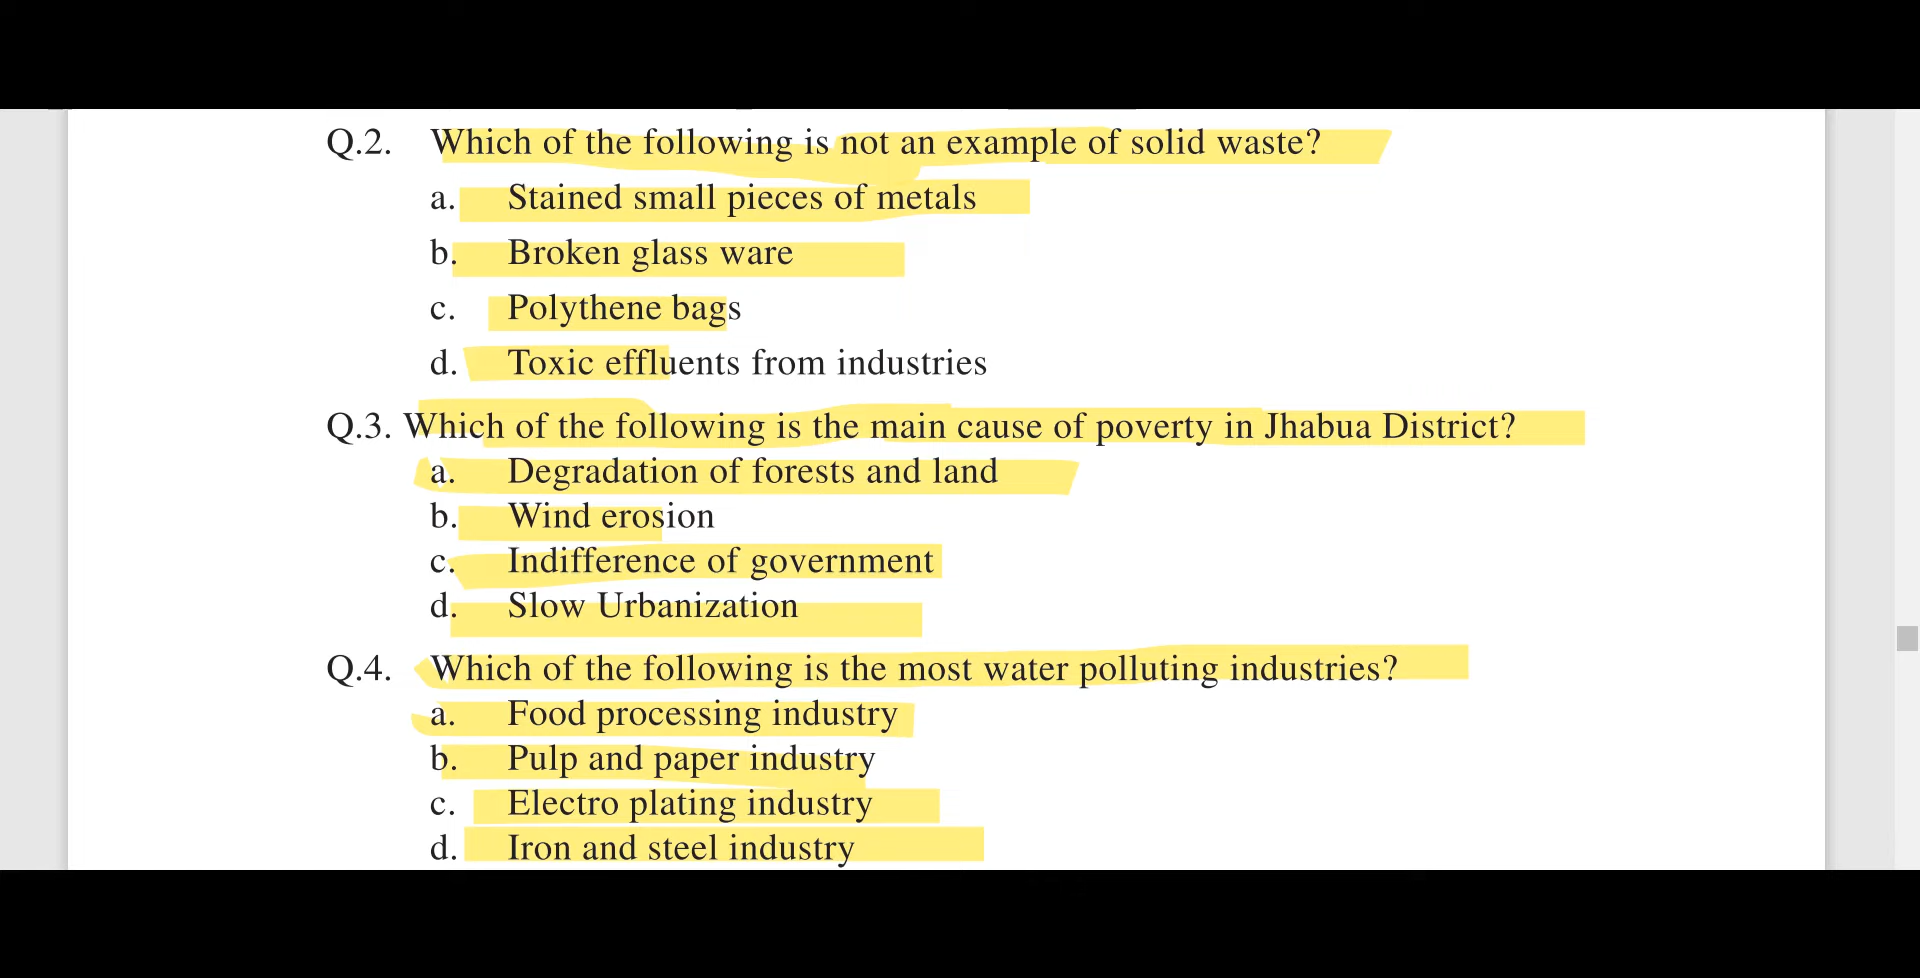 Q.2. Which of the following is not an example of solid waste?
a. Stained small pieces of metals
b. Broken glass ware
c. Polythene bags
d. Toxic effluents from industries
Q.3. Which of the following is the main cause of poverty in Jhabua District?
a. Degradation of forests and land
b. Wind erosion
c. Indifference of government
d. Slow Urbanization
Q.4. Which of the following is the most water polluting industries?
a. Food processing industry
b. Pulp and paper industry
c. Electro plating industry
d. Iron and steel industry